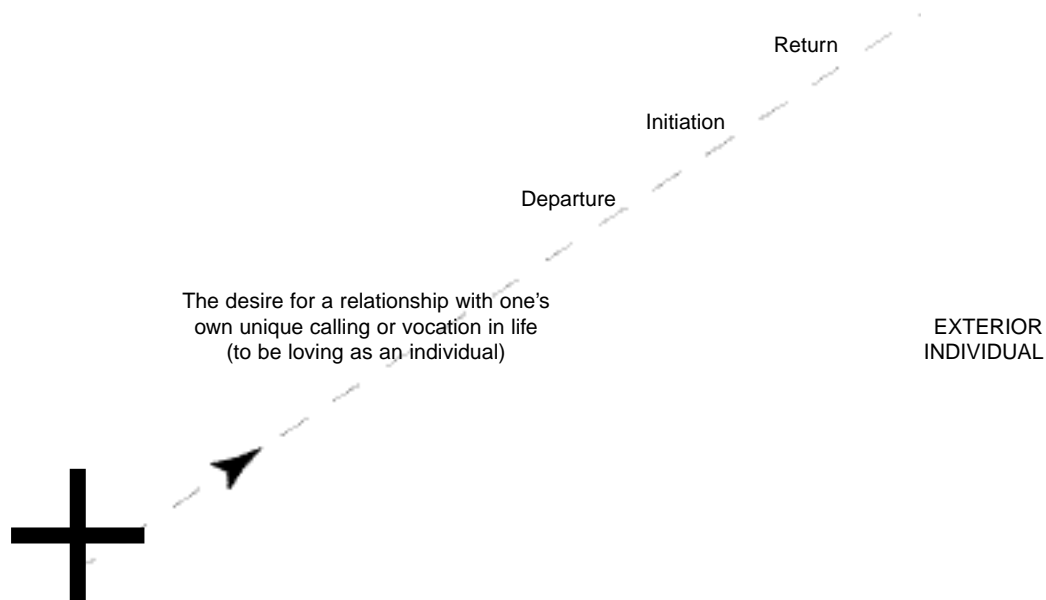 Return
Initiation
Departure
The desire for a relationship with one’s
own unique calling or vocation in life
(to be loving as an individual)
EXTERIOR
INDIVIDUAL